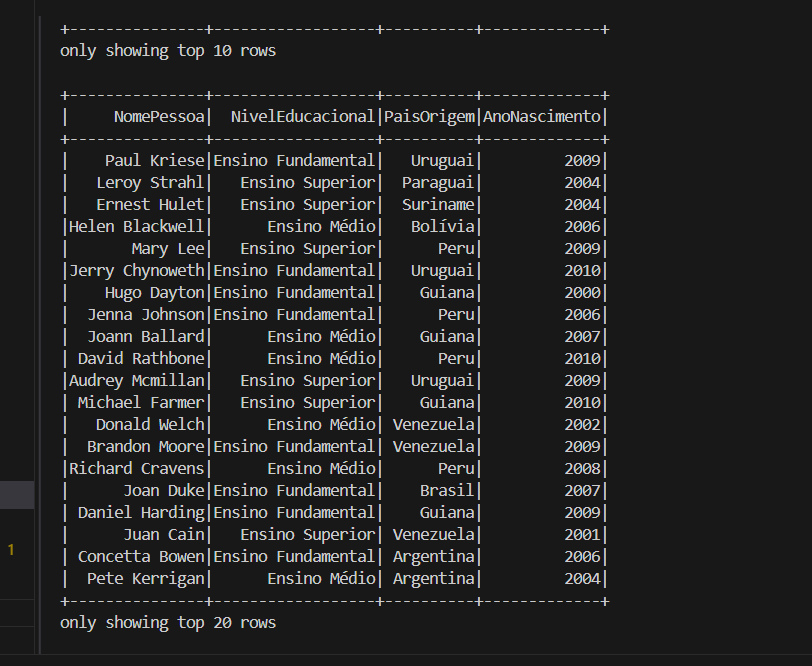 +---------------+------------------+----------+-------------+
only showing top 10 rows
+---------------+------------------+----------+-------------+
|     NomePessoa|  NivelEducacional|PaisOrigem|AnoNascimento|
+---------------+------------------+----------+-------------+
|    Paul Kriese|Ensino Fundamental|   Uruguai|         2009|
|   Leroy Strahl|   Ensino Superior|  Paraguai|         2004|
|   Ernest Hulet|   Ensino Superior|  Suriname|         2004|
|Helen Blackwell|      Ensino Médio|   Bolívia|         2006|
|       Mary Lee|   Ensino Superior|      Peru|         2009|
|Jerry Chynoweth|Ensino Fundamental|   Uruguai|         2010|
|    Hugo Dayton|Ensino Fundamental|    Guiana|         2000|
|  Jenna Johnson|Ensino Fundamental|      Peru|         2006|
|  Joann Ballard|      Ensino Médio|    Guiana|         2007|
| David Rathbone|      Ensino Médio|      Peru|         2010|
|Audrey Mcmillan|   Ensino Superior|   Uruguai|         2009|
| Michael Farmer|   Ensino Superior|    Guiana|         2010|
|   Donald Welch|      Ensino Médio| Venezuela|         2002|
|  Brandon Moore|Ensino Fundamental| Venezuela|         2009|
|Richard Cravens|      Ensino Médio|      Peru|         2008|
|      Joan Duke|Ensino Fundamental|    Brasil|         2007|
| Daniel Harding|Ensino Fundamental|    Guiana|         2009|
|      Juan Cain|   Ensino Superior| Venezuela|         2001|
1
| Concetta Bowen|Ensino Fundamental| Argentina|         2006|
|  Pete Kerrigan|      Ensino Médio| Argentina|         2004|
+---------------+------------------+----------+-------------+
only showing top 20 rows